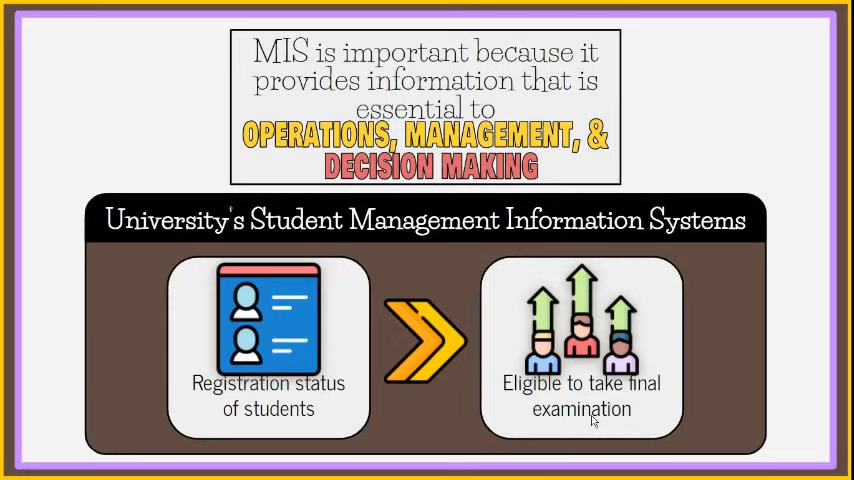 MIS is important because it
provides information that is
essential to
OPERATIONS, MANAGEMENT, &
DECISION MAKING
University's Student Management Information Systems
Registration status
of students
Eligible to take final
examination